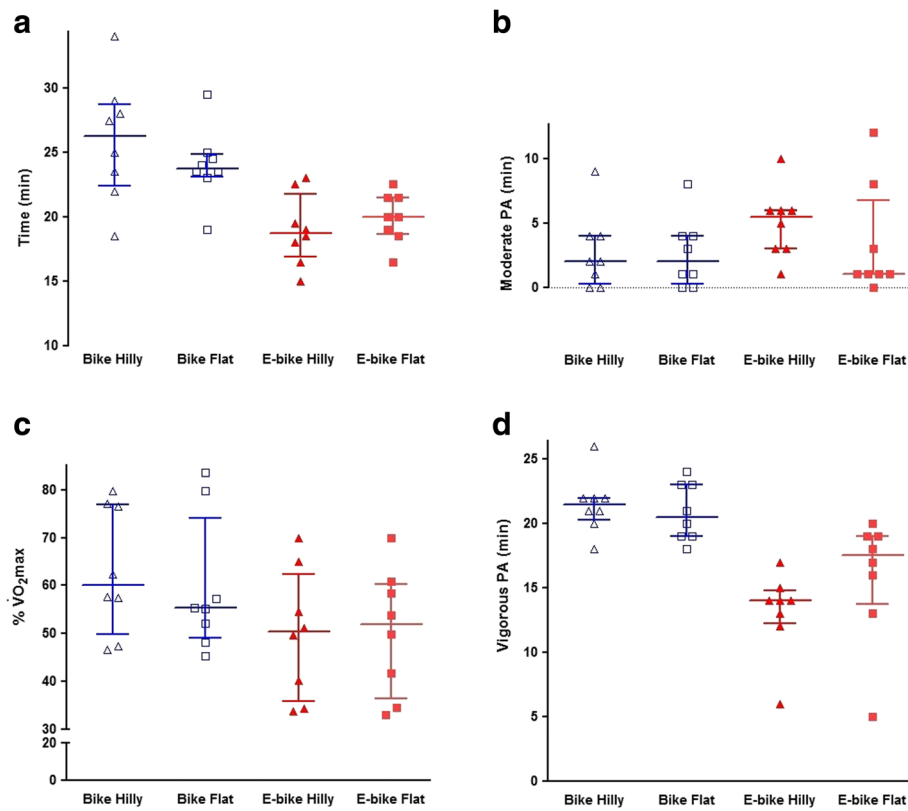 a
Time (min)
30
25
20
15
10
Bike Hilly Bike Flat E-bike Hilly E-bike Flat
b
Moderate PA (min)
10
5
0
Bike Hilly Bike Flat E-bike Hilly E-bike Flat
c
% V̇O₂max
80
70
60
50
40
30
20
0
Bike Hilly Bike Flat E-bike Hilly E-bike Flat
d
Vigorous PA (min)
25
20
15
10
5
0
Bike Hilly Bike Flat E-bike Hilly E-bike Flat